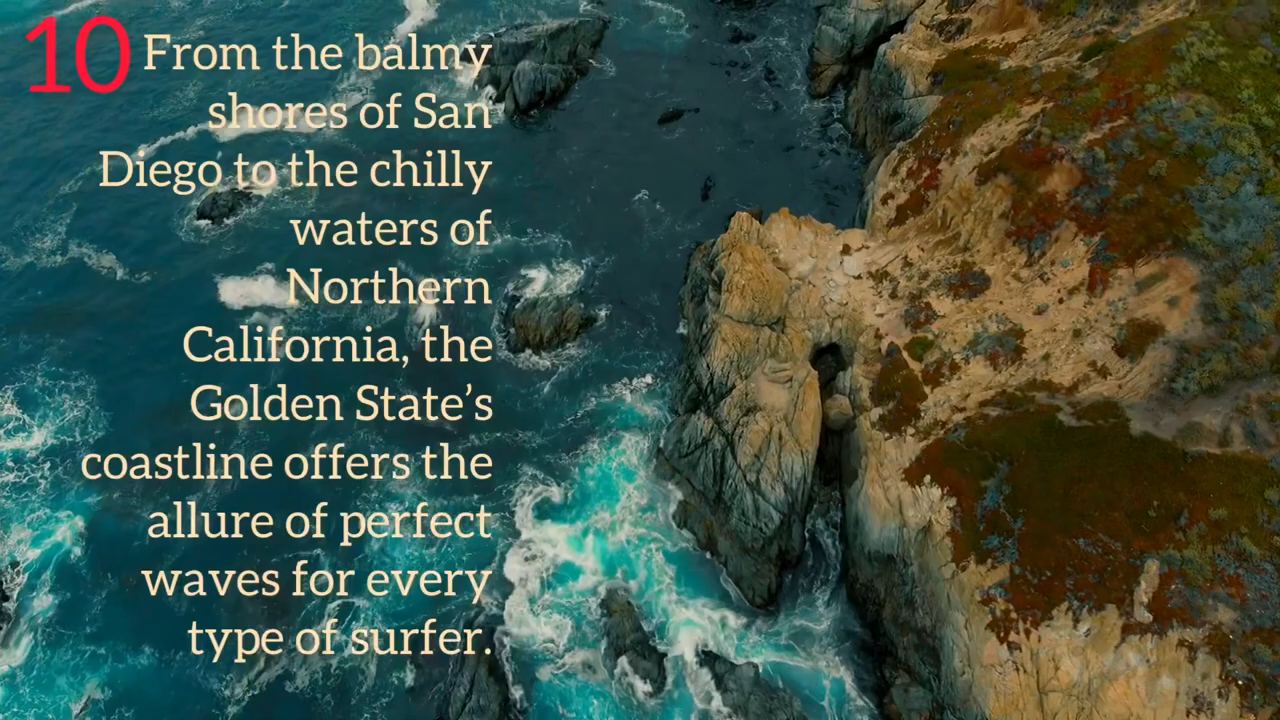 10 From the balmy
shores of San
Diego to the chilly
waters of
Northern
California, the
Golden State’s
coastline offers the
allure of perfect
waves for every
type of surfer.